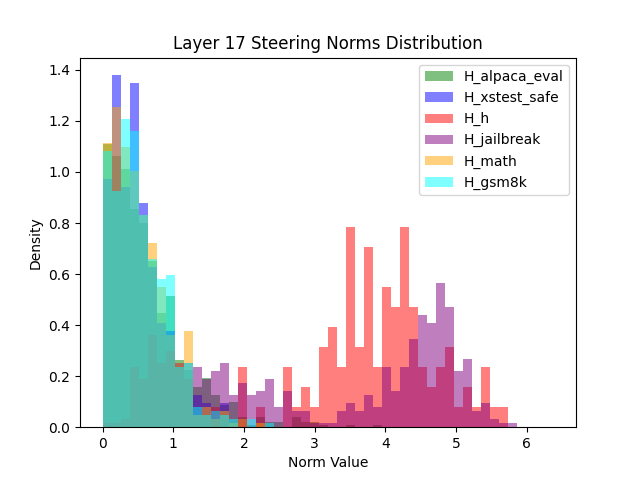 Layer 17 Steering Norms Distribution
1.4
1.2
1.0
0.8
0.6
0.4
0.2
0.0
Density
0 1 2 3 4 5 6
Norm Value
H_alpaca_eval
H_xstest_safe
H_h
H_jailbreak
H_math
H_gsm8k